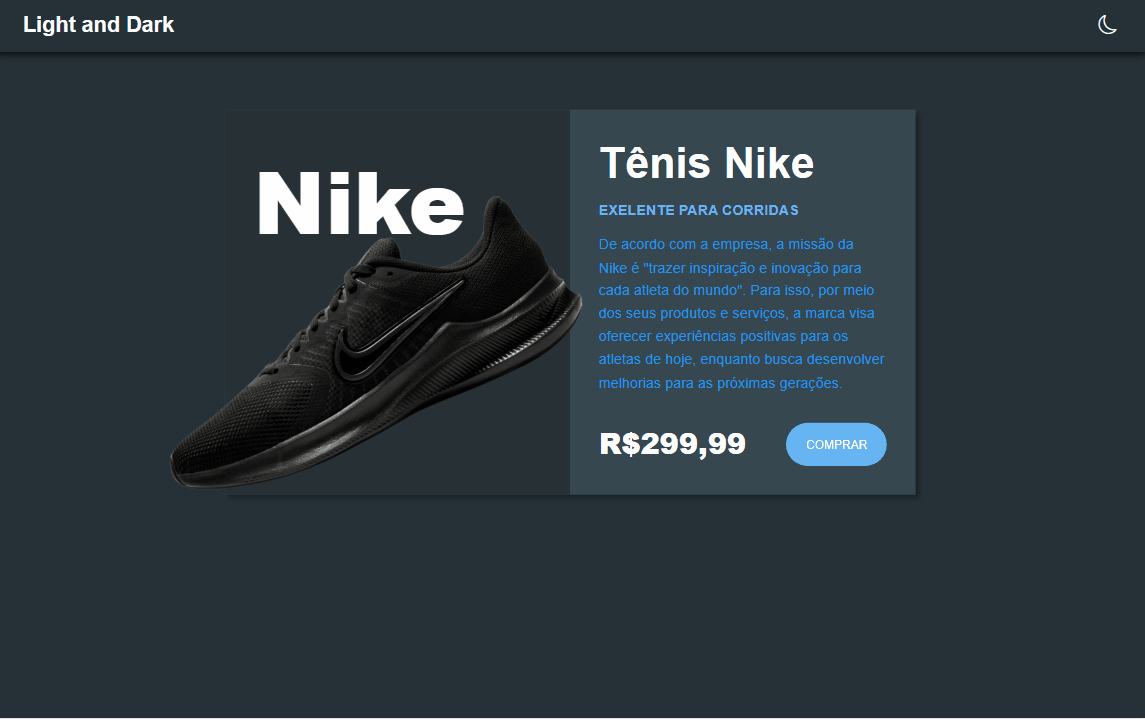 Light and Dark
Nike
Tênis Nike
EXELENTE PARA CORRIDAS
De acordo com a empresa, a missão da
Nike é "trazer inspiração e inovação para
cada atleta do mundo". Para isso, por meio
dos seus produtos e serviços, a marca visa
oferecer experiências positivas para os
atletas de hoje, enquanto busca desenvolver
melhorias para as próximas gerações.
R$299,99
COMPRAR